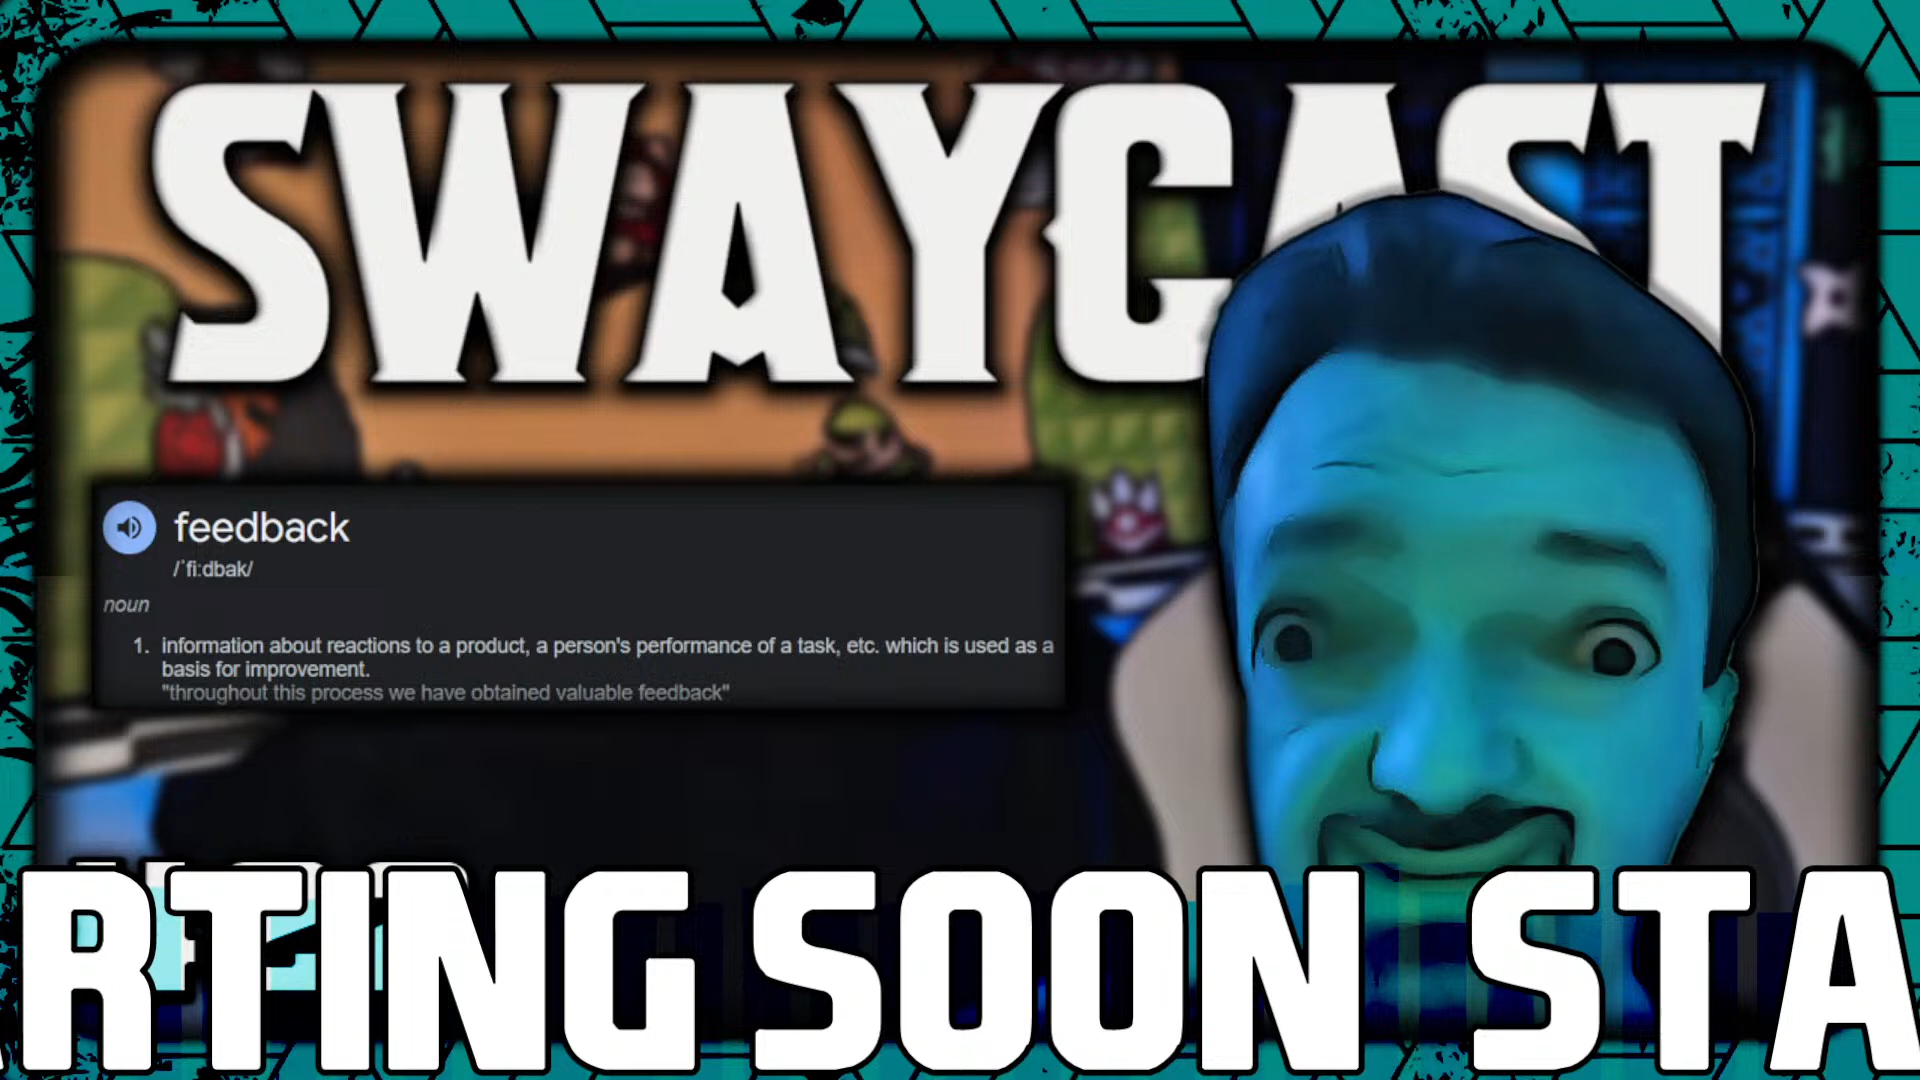 SWAYCAST
feedback
/ˈfiːdbak/
noun
1. information about reactions to a product, a person's performance of a task, etc. which is used as a
basis for improvement.
"throughout this process we have obtained valuable feedback"
RTING SOON STA